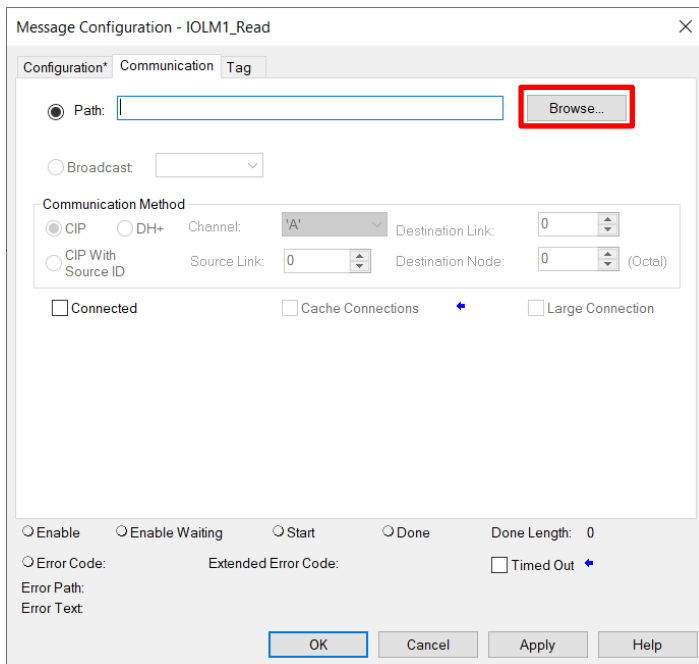 Message Configuration - IOLM1_Read
Configuration* Communication Tag
Path: Browse...
Broadcast:
Communication Method
CIP DH+ Channel: 'A' Destination Link: 0
CIP With
Source ID Source Link: 0 Destination Node: 0 (Octal)
Connected Cache Connections Large Connection
Enable Enable Waiting Start Done Done Length: 0
Error Code: Extended Error Code: Timed Out
Error Path:
Error Text:
OK Cancel Apply Help